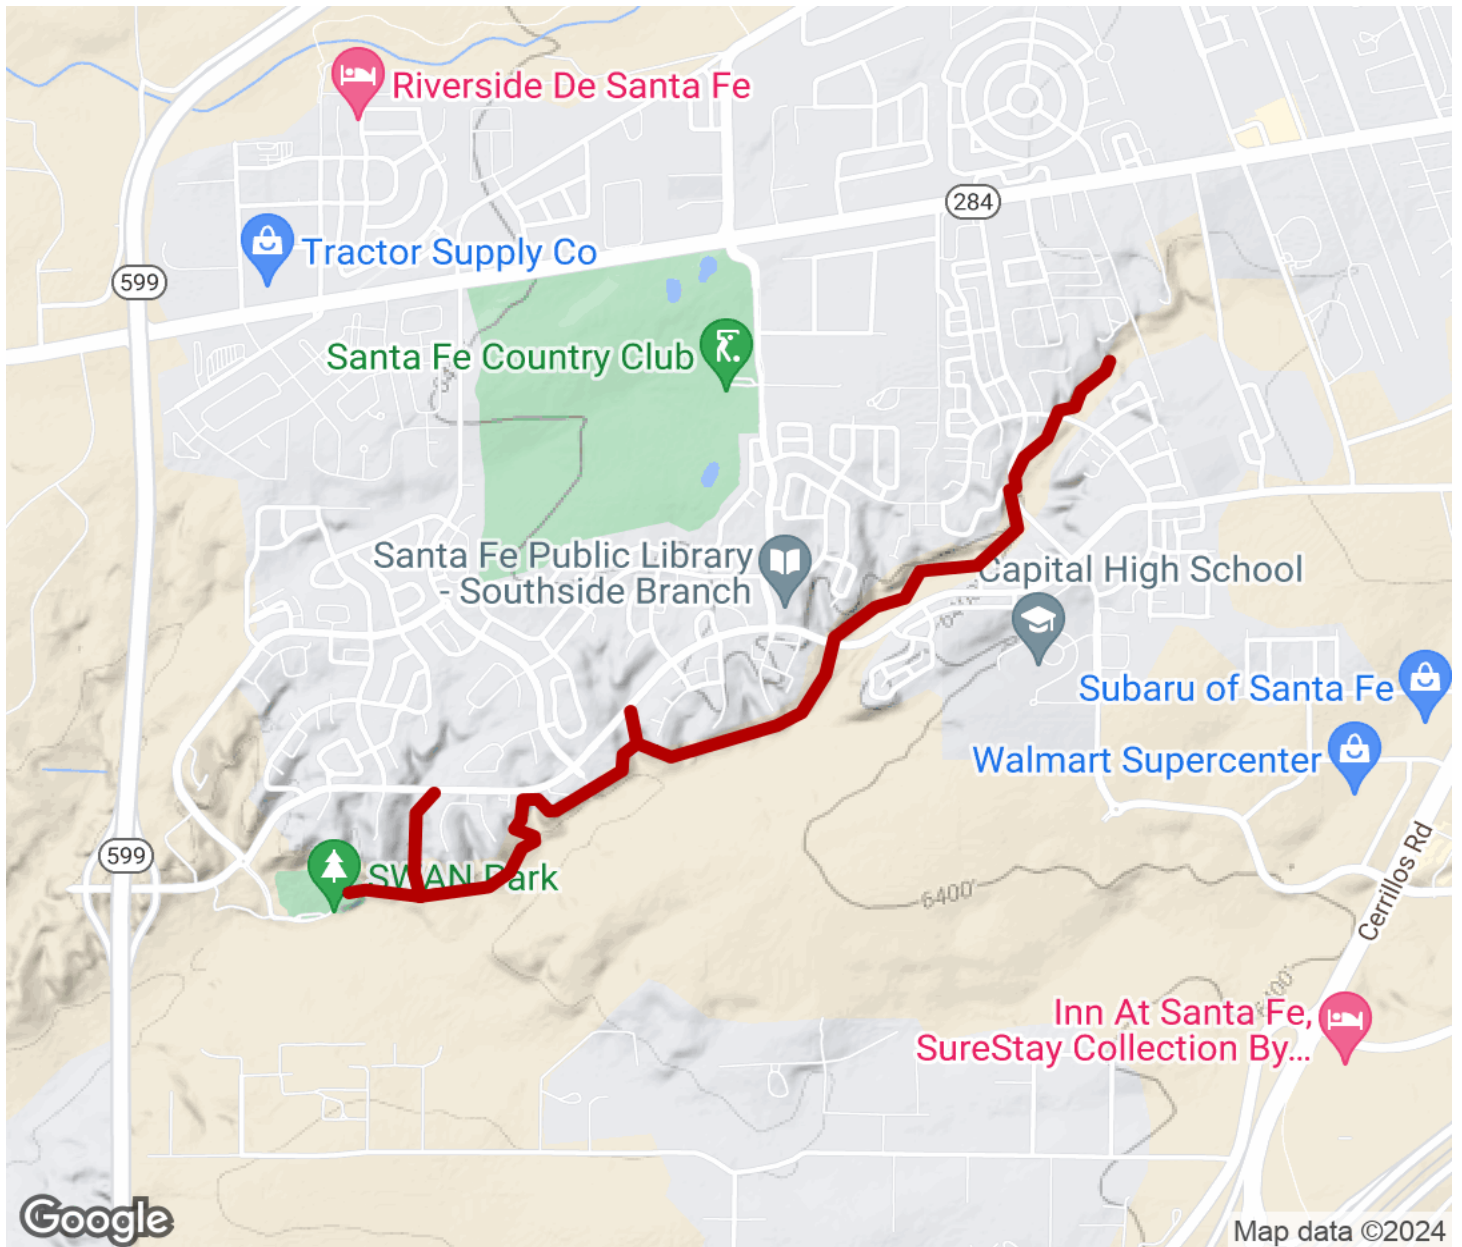 Riverside De Santa Fe
284
Tractor Supply Co
599
Santa Fe Country Club
Santa Fe Public Library
- Southside Branch
Capital High School
Subaru of Santa Fe
Walmart Supercenter
599
SWAN Park
6400'
Cerrillos Rd
6400'
Inn At Santa Fe,
SureStay Collection By...
Google
Map data ©2024